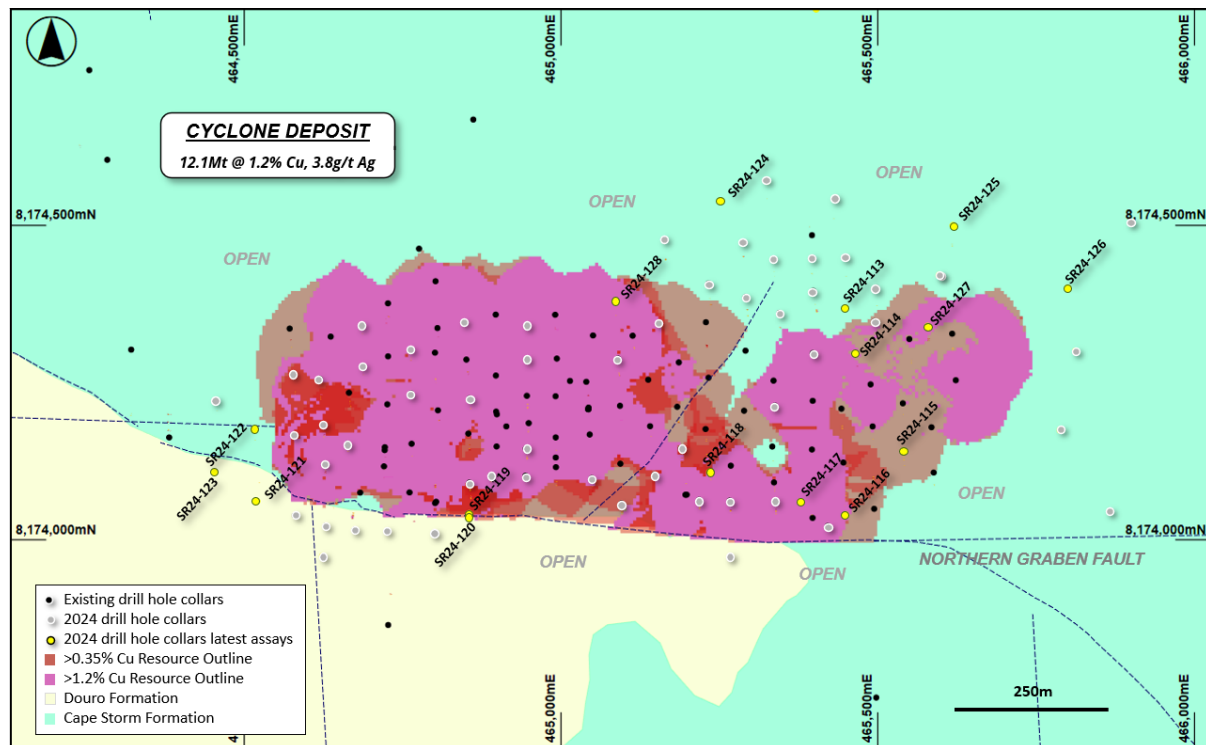 464,500mE
465,000mE
465,500mE
466,000mE
CYCLONE DEPOSIT
12.1Mt @ 1.2% Cu, 3.8g/t Ag
SR24-124
OPEN
OPEN
SR24-125
8,174,500mN
8,174,500mN
OPEN
SR24-126
SR24-128
SR24-113
SR24-127
SR24-114
SR24-115
SR24-122
SR24-118
SR24-121
SR24-123
SR24-119
SR24-117
SR24-116
OPEN
8,174,000mN
8,174,000mN
SR24-120
OPEN
OPEN
NORTHERN GRABEN FAULT
Existing drill hole collars
2024 drill hole collars
2024 drill hole collars latest assays
>0.35% Cu Resource Outline
>1.2% Cu Resource Outline
Douro Formation
Cape Storm Formation
250m
465,000mE
465,500mE
466,000mE